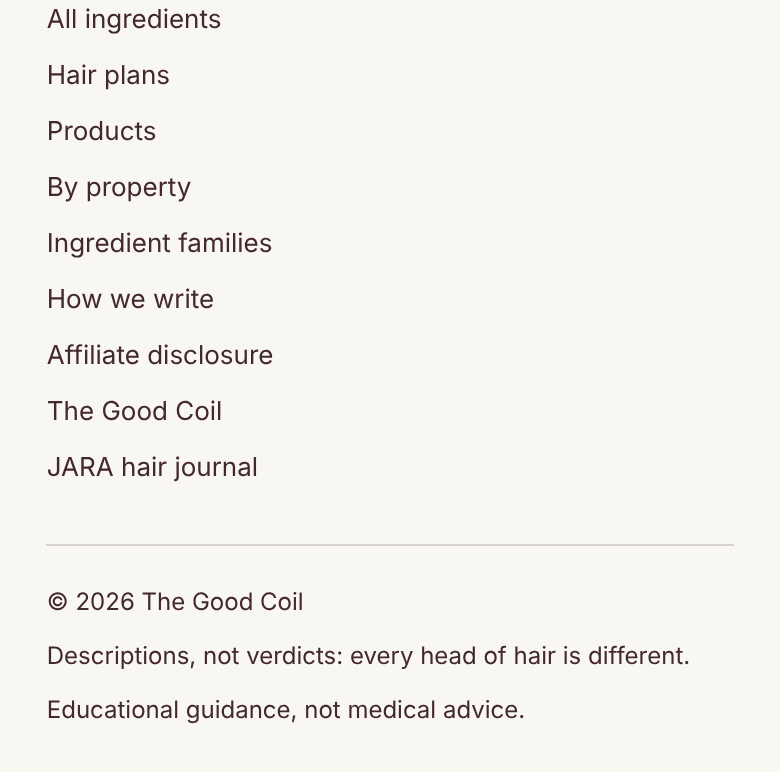 All ingredients
Hair plans
Products
By property
Ingredient families
How we write
Affiliate disclosure
The Good Coil
JARA hair journal
© 2026 The Good Coil
Descriptions, not verdicts: every head of hair is different.
Educational guidance, not medical advice.